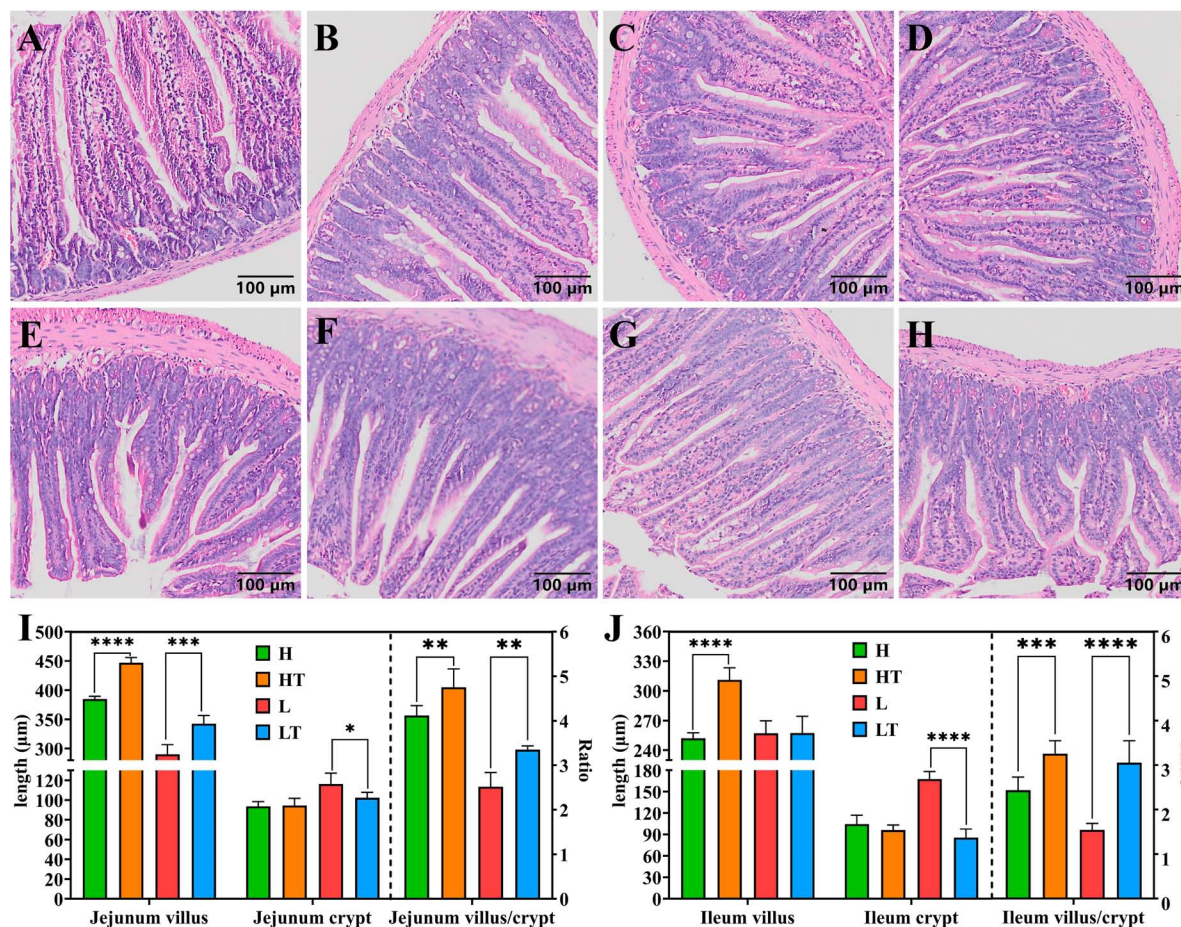 A
B
C
D
100 μm
100 μm
100 μm
100 μm
E
F
G
H
100 μm
100 μm
100 μm
100 μm
I
500
450
400
350
300
120
100
80
60
40
20
0
length (μm)
****
***
*
**
**
H
HT
L
LT
6
5
4
3
2
1
0
Ratio
Jejunum villus
Jejunum crypt
Jejunum villus/crypt
J
360
330
300
270
240
180
150
120
90
60
30
0
length (μm)
****
****
***
****
H
HT
L
LT
6
5
4
3
2
1
0
Ileum villus
Ileum crypt
Ileum villus/crypt